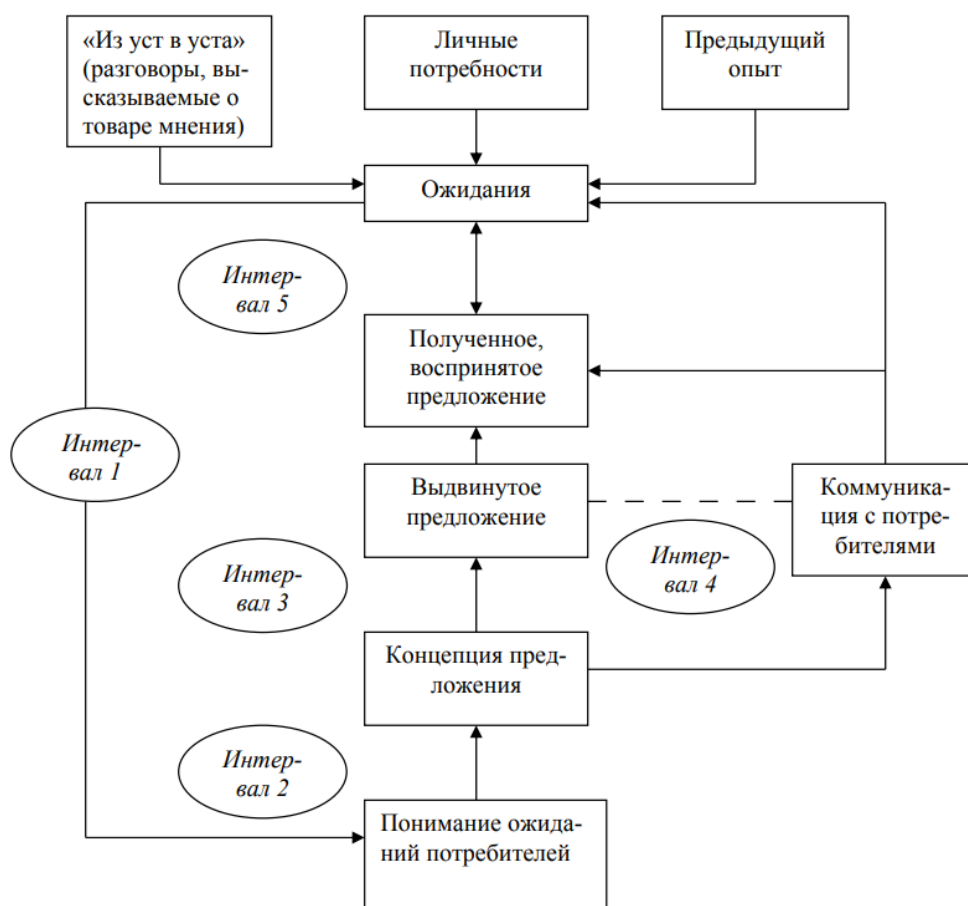 «Из уст в уста»
(разговоры, вы-
сказываемые о
товаре мнения)
Личные
потребности
Предыдущий
опыт
Ожидания
Интер-
вал 5
Полученное,
воспринятое
предложение
Интер-
вал 1
Выдвинутое
предложение
Коммуника-
ция с потре-
бителями
Интер-
вал 3
Интер-
вал 4
Концепция пред-
ложения
Интер-
вал 2
Понимание ожида-
ний потребителей